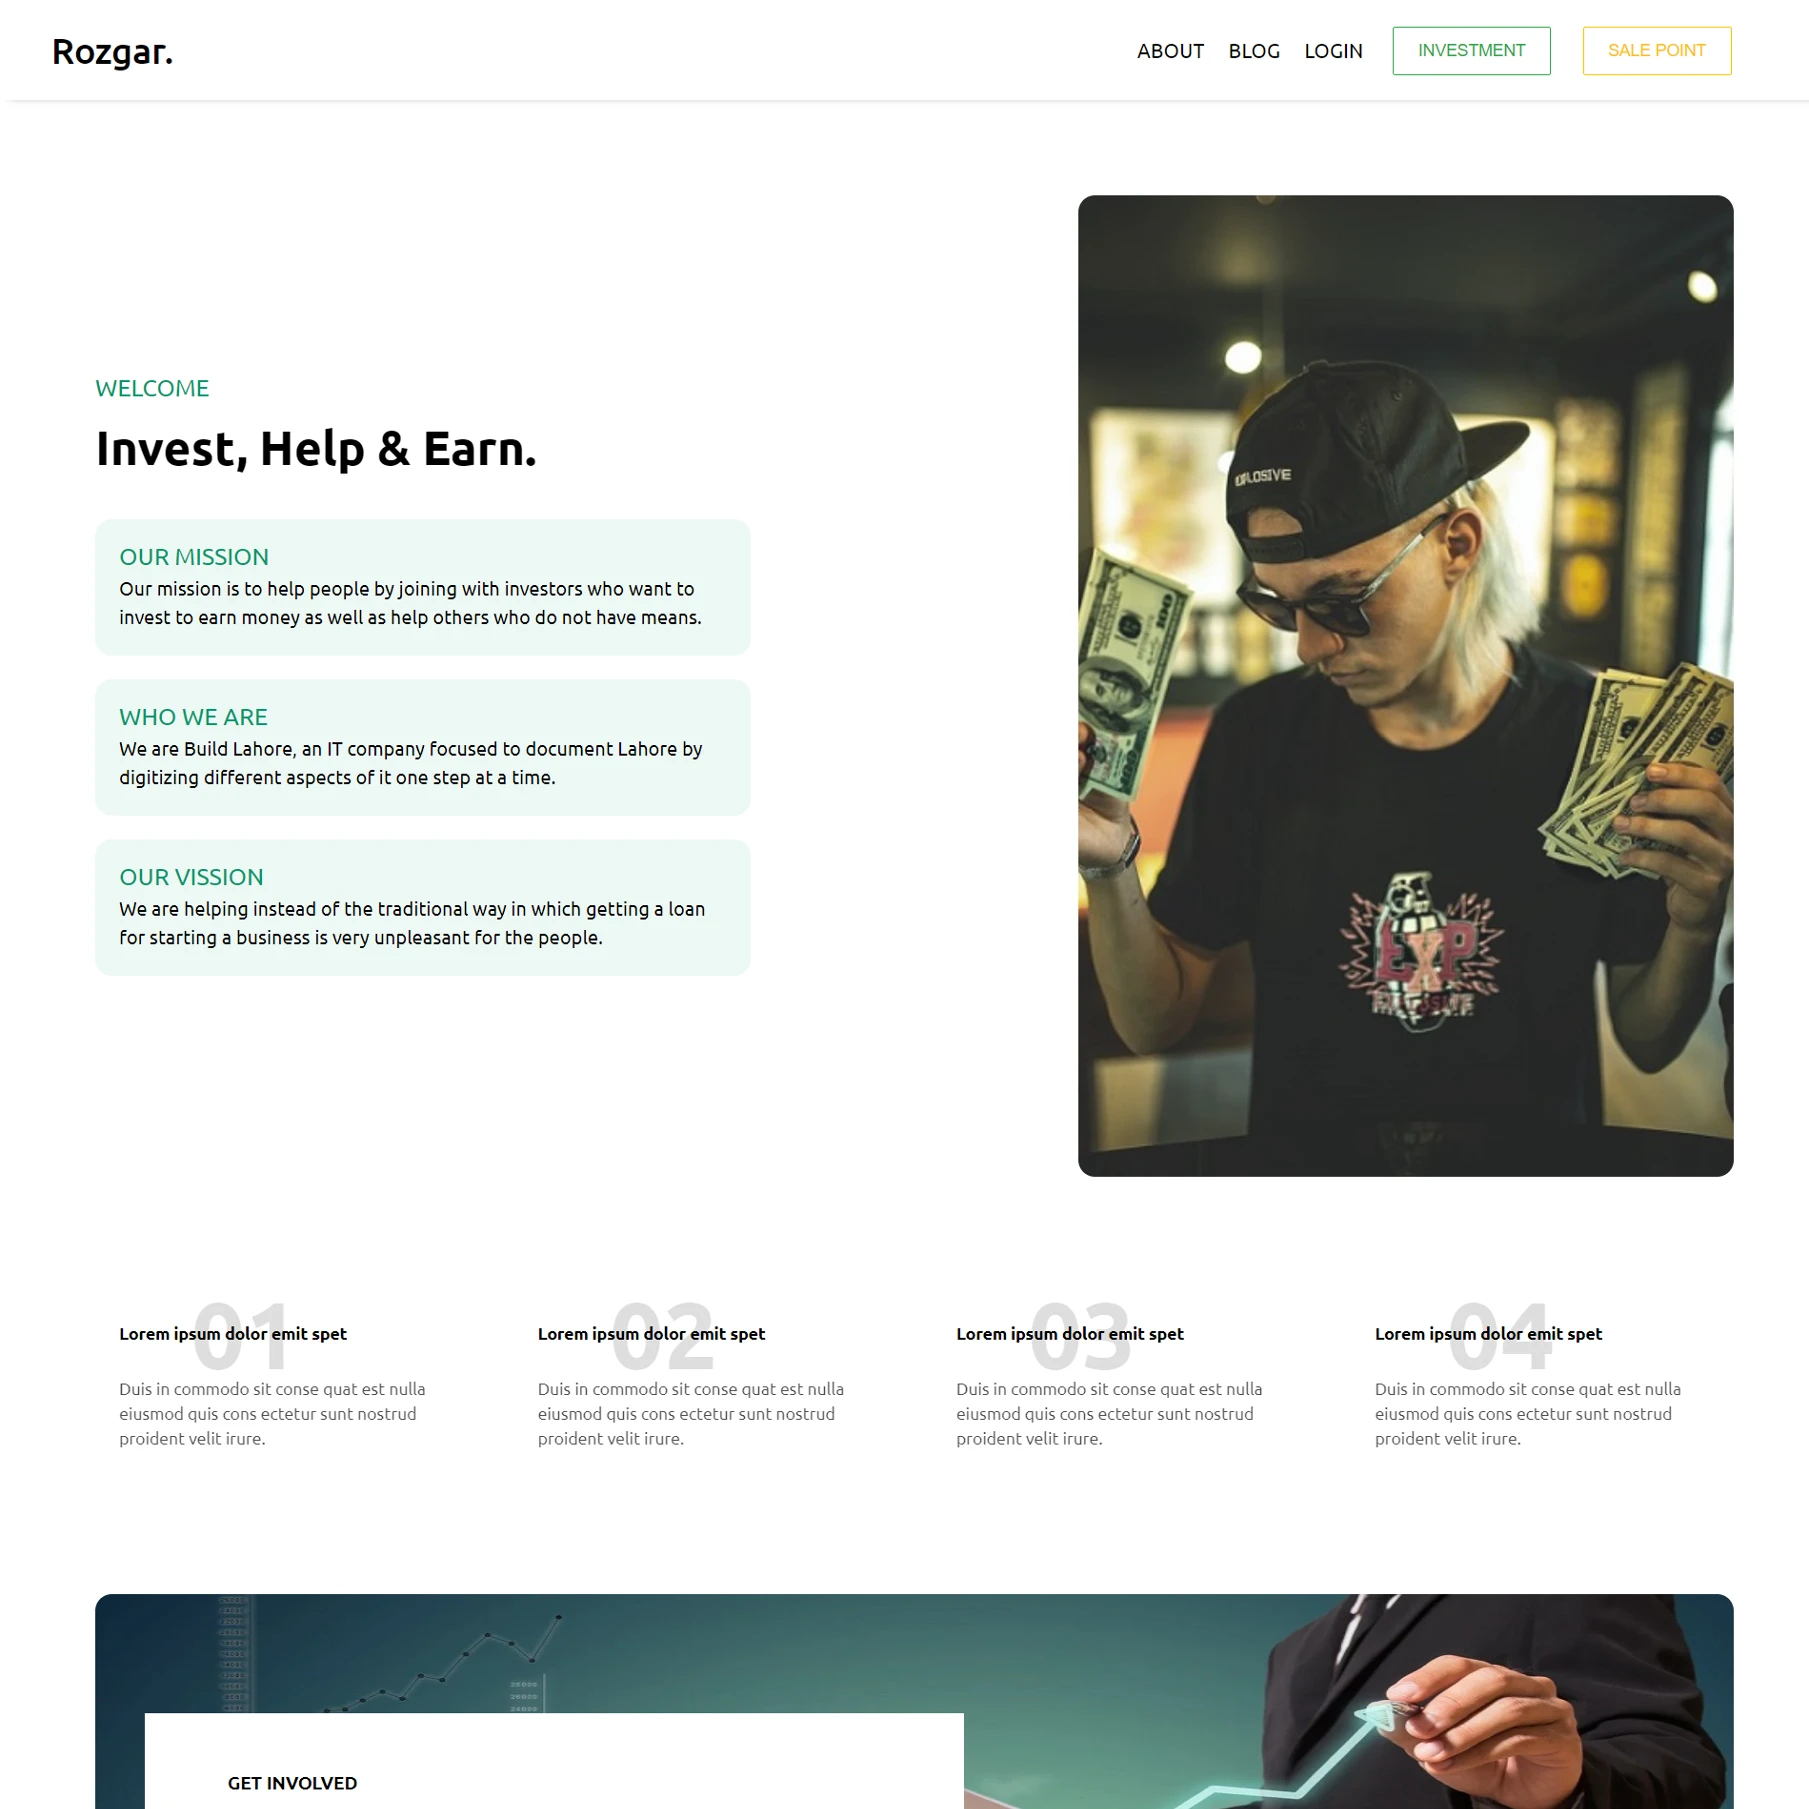 Rozgar.
ABOUT BLOG LOGIN INVESTMENT SALE POINT
WELCOME
Invest, Help & Earn.
OUR MISSION
Our mission is to help people by joining with investors who want to
invest to earn money as well as help others who do not have means.
WHO WE ARE
We are Build Lahore, an IT company focused to document Lahore by
digitizing different aspects of it one step at a time.
OUR VISSION
We are helping instead of the traditional way in which getting a loan
for starting a business is very unpleasant for the people.
EXP
01
Lorem ipsum dolor emit spet
Duis in commodo sit conse quat est nulla
eiusmod quis cons ectetur sunt nostrud
proident velit irure.
02
Lorem ipsum dolor emit spet
Duis in commodo sit conse quat est nulla
eiusmod quis cons ectetur sunt nostrud
proident velit irure.
03
Lorem ipsum dolor emit spet
Duis in commodo sit conse quat est nulla
eiusmod quis cons ectetur sunt nostrud
proident velit irure.
04
Lorem ipsum dolor emit spet
Duis in commodo sit conse quat est nulla
eiusmod quis cons ectetur sunt nostrud
proident velit irure.
GET INVOLVED